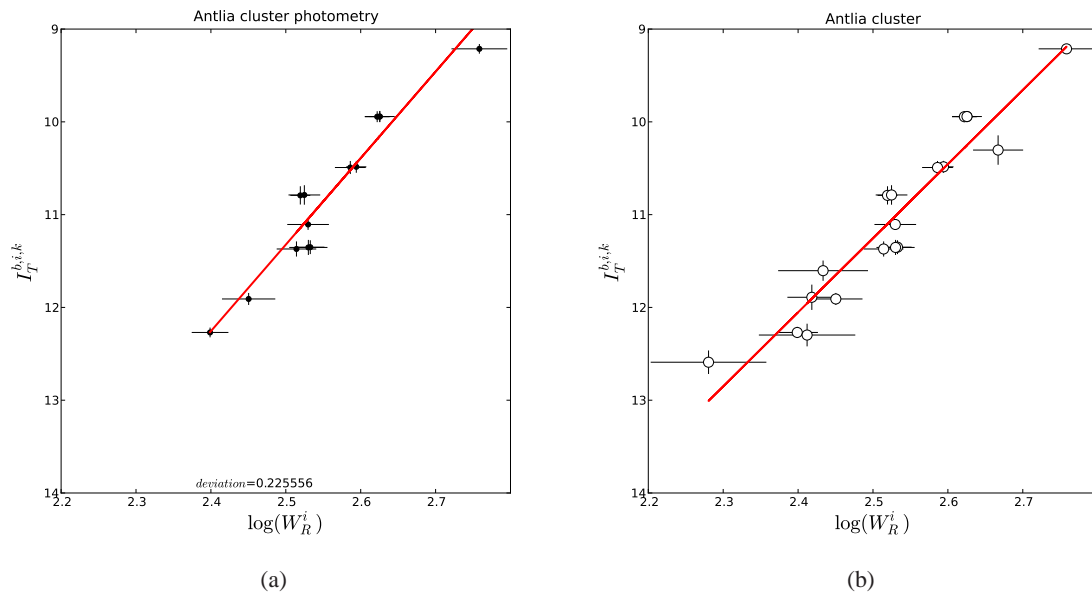 Antlia cluster photometry
9
10
11
12
13
14
2.2
2.3
2.4
2.5
2.6
2.7
I_T^{b,i,k}
log(W_R^i)
deviation=0.225556
(a)
Antlia cluster
9
10
11
12
13
14
2.2
2.3
2.4
2.5
2.6
2.7
I_T^{b,i,k}
log(W_R^i)
(b)